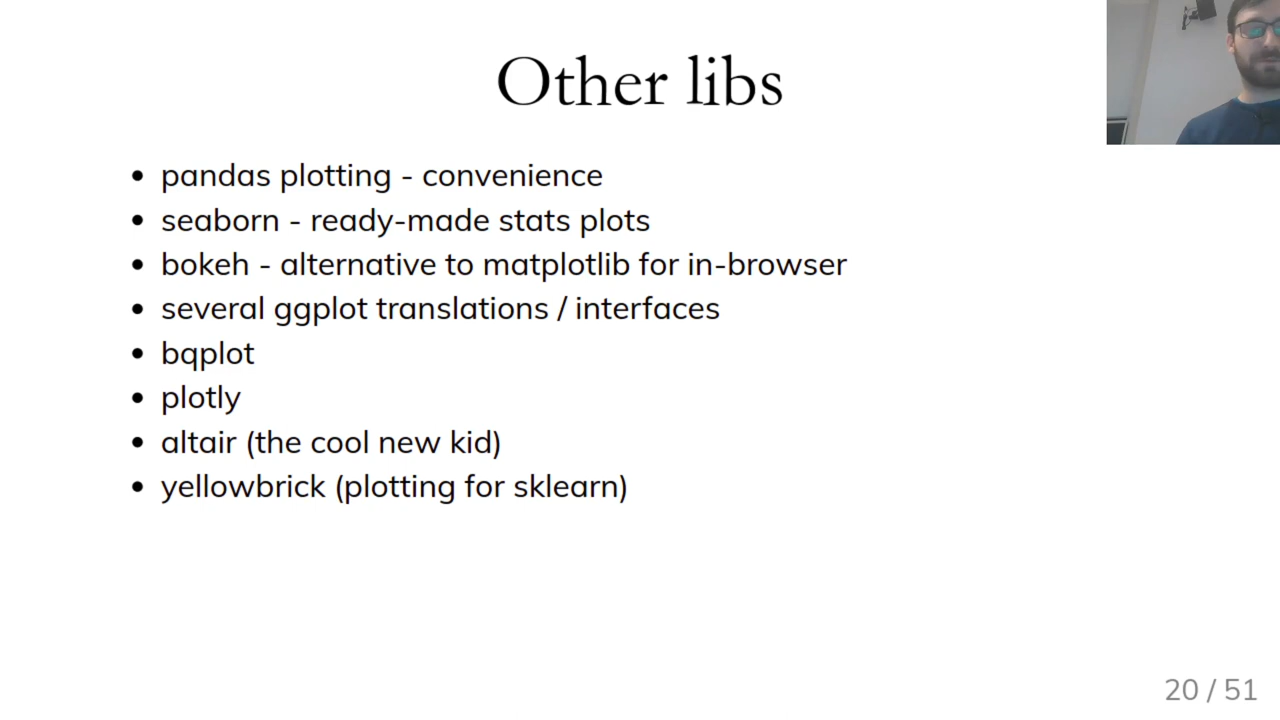 Other libs
pandas plotting - convenience
seaborn - ready-made stats plots
bokeh - alternative to matplotlib for in-browser
several ggplot translations / interfaces
bqplot
plotly
altair (the cool new kid)
yellowbrick (plotting for sklearn)
20 / 51